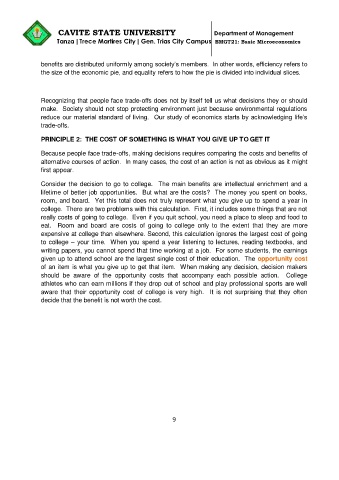 CAVITE STATE UNIVERSITY
Department of Management
Tanza |Trece Martires City| Gen. Trias City Campus
BMGT21: Basic Microeconomics
benefits are distributed uniformly among society's members. In other words, efficiency refers to
the size of the economic pie, and equality refers to how the pie is divided into individual slices.
Recognizing that people face trade-offs does not by itself tell us what decisions they or should
make. Society should not stop protecting environment just because environmental regulations
reduce our material standard of living. Our study of economics starts by acknowledging life's
trade-offs.
PRINCIPLE 2: THE COST OF SOMETHING IS WHAT YOU GIVE UP TO GET IT
Because people face trade-offs, making decisions requires comparing the costs and benefits of
alternative courses of action. In many cases, the cost of an action is not as obvious as it might
first appear.
Consider the decision to go to college. The main benefits are intellectual enrichment and a
lifetime of better job opportunities. But what are the costs? The money you spent on books,
room, and board. Yet this total does not truly represent what you give up to spend a year in
college. There are two problems with this calculation. First, it includes some things that are not
really costs of going to college. Even if you quit school, you need a place to sleep and food to
eat. Room and board are costs of going to college only to the extent that they are more
expensive at college than elsewhere. Second, this calculation ignores the largest cost of going
to college – your time. When you spend a year listening to lectures, reading textbooks, and
writing papers, you cannot spend that time working at a job. For some students, the earnings
given up to attend school are the largest single cost of their education. The opportunity cost
of an item is what you give up to get that item. When making any decision, decision makers
should be aware of the opportunity costs that accompany each possible action. College
athletes who can earn millions if they drop out of school and play professional sports are well
aware that their opportunity cost of college is very high. It is not surprising that they often
decide that the benefit is not worth the cost.
9